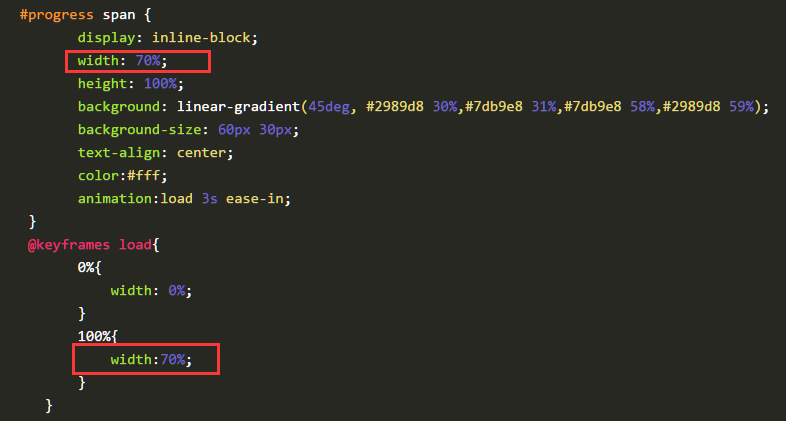 #progress span {
display: inline-block;
width: 70%;
height: 100%;
background: linear-gradient(45deg, #2989d8 30%,#7db9e8 31%,#7db9e8 58%,#2989d8 59%);
background-size: 60px 30px;
text-align: center;
color:#fff;
animation:load 3s ease-in;
}
@keyframes load{
0%{
width: 0%;
}
100%{
width:70%;
}
}